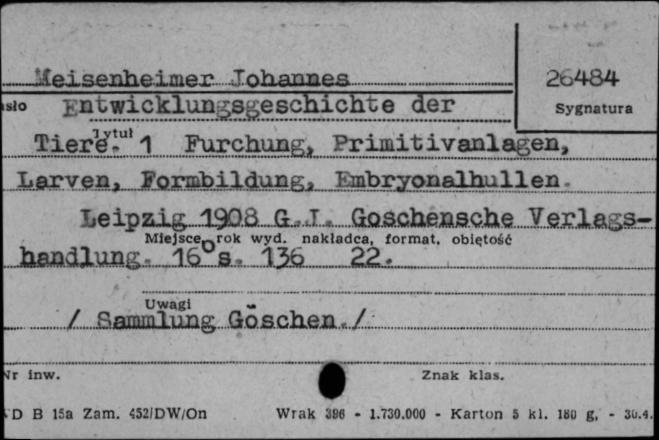 Meisenheimer Johannes
26484
Sygnatura
Entwicklungsgeschichte der
Tytuł
Tiere. 1 Furchung, Primitivanlagen,
Larven, Formbildung, Embryonalhullen.
Leipzig 1908 G.I. Goschensche Verlags-
Miejsce, rok wyd. nakładca, format, obiętość
handlung. 16° s. 136 22.
Uwagi
/ Sammlung Göschen./
Nr inw.
Znak klas.
D B 15a Zam. 452/DW/On Wrak 396 - 1.730.000 - Karton 5 kl. 180 g, - 30.4.